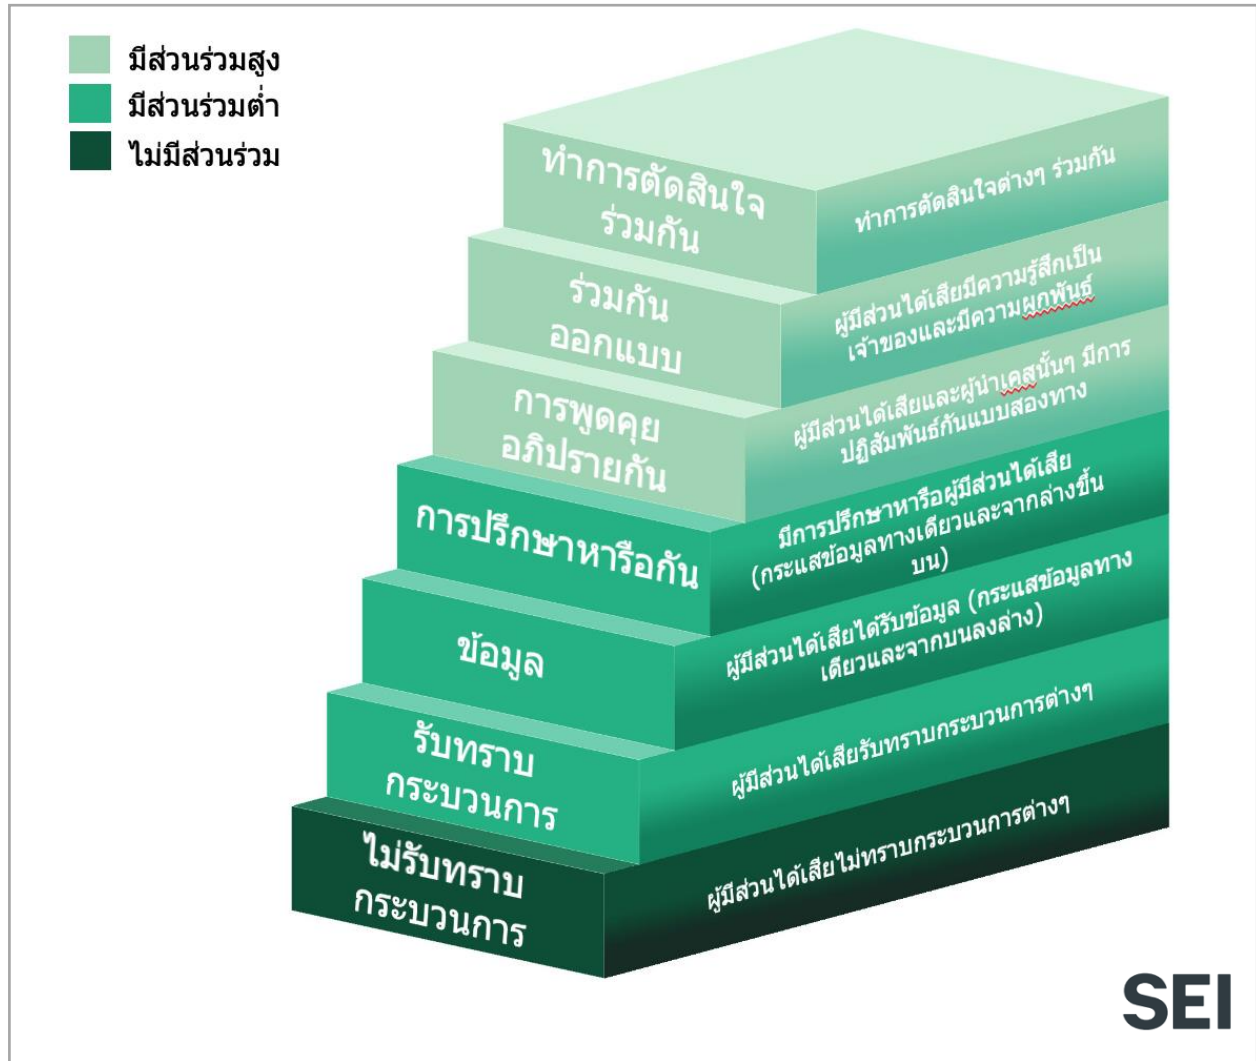 มีส่วนร่วมสูง
มีส่วนร่วมต่ำ
ไม่มีส่วนร่วม
ทำการตัดสินใจ
ร่วมกัน
ทำการตัดสินใจต่างๆ ร่วมกัน
ร่วมกัน
ออกแบบ
ผู้มีส่วนได้เสียมีความรู้สึกเป็น
เจ้าของและมีความผูกพันธ์
การพูดคุย
อภิปรายกัน
ผู้มีส่วนได้เสียและผู้นำเคสนั้นๆ มีการ
ปฏิสัมพันธ์กันแบบสองทาง
การปรึกษาหารือกัน
มีการปรึกษาหารือผู้มีส่วนได้เสีย
(กระแสข้อมูลทางเดียวและจากล่างขึ้น
บน)
ข้อมูล
ผู้มีส่วนได้เสียได้รับข้อมูล (กระแสข้อมูลทาง
เดียวและจากบนลงล่าง)
รับทราบ
กระบวนการ
ผู้มีส่วนได้เสียรับทราบกระบวนการต่างๆ
ไม่รับทราบ
กระบวนการ
ผู้มีส่วนได้เสียไม่ทราบกระบวนการต่างๆ
SEI